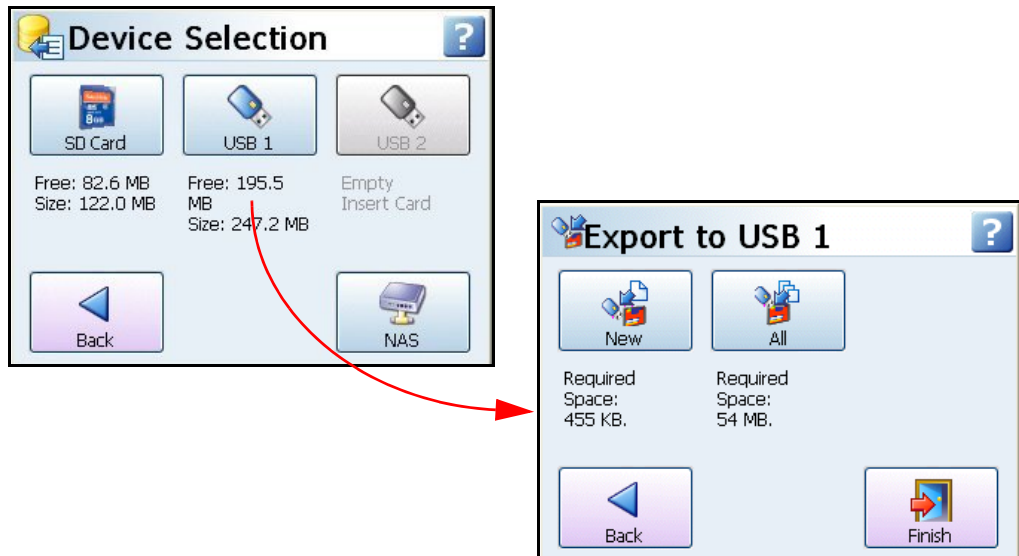 Device Selection
?
8GB
SD Card
USB 1
USB 2
Free: 82.6 MB
Size: 122.0 MB
Free: 195.5
MB
Size: 247.2 MB
Empty
Insert Card
Back
NAS
Export to USB 1
?
New
All
Required
Space:
455 KB.
Required
Space:
54 MB.
Back
Finish